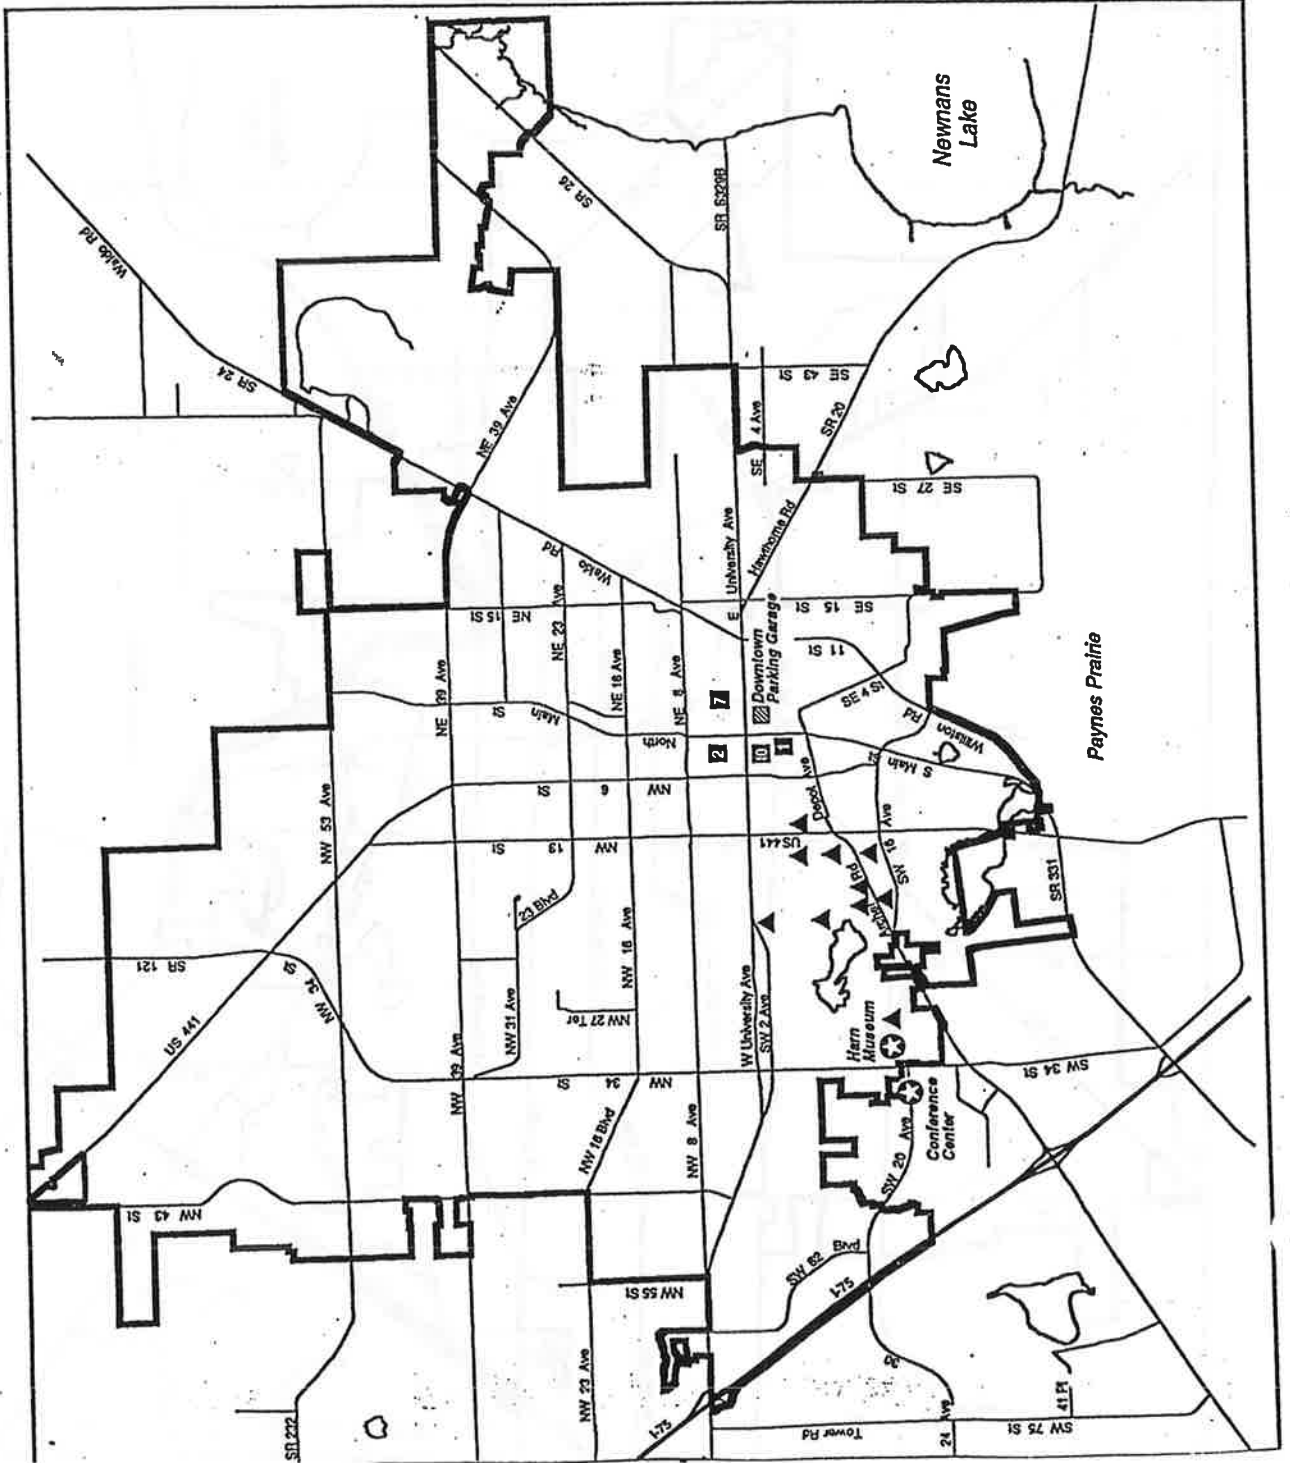 Newmans
Lake
Waldo Rd
SR 26
SR S329B
SR 24
NE 39 Ave
SE 43 St
SE 4 Ave
SR 20
SE 27 St
University Ave
E
Hawthorne Rd
Waldo Rd
NE 15 St
NE 23 Ave
SE 15 St
11 St
Downtown
Parking Garage
NE 39 Ave
NE 16 Ave
NE 8 Ave
7
SE 4 St
Paynes Prairie
Williston Rd
North Main St
2
10
1
S Main St
NW 53 Ave
NW 6 St
Depot Ave
NW 13 St
US441
SW 16 Ave
SR 331
23 Blvd
Archer Rd
SR 121
NW 34 St
NW 16 Ave
US 441
NW 31 Ave
NW 27 Ter
W University Ave
SW 2 Ave
Harn
Museum
NW 39 Ave
NW 34 St
SW 34 St
NW 16 Blvd
NW 8 Ave
SW 20 Ave
Conference
Center
NW 43 St
SW 62 Blvd
NW 55 St
I-75
NW 23 Ave
I-75
30
SR 232
Tower Rd
24 Ave
41 Pl
SW 75 St